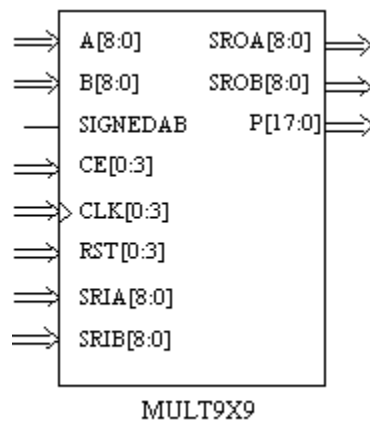 A[8:0] SROA[8:0]
B[8:0] SROB[8:0]
SIGNEDAB P[17:0]
CE[0:3]
CLK[0:3]
RST[0:3]
SRIA[8:0]
SRIB[8:0]
MULT9X9